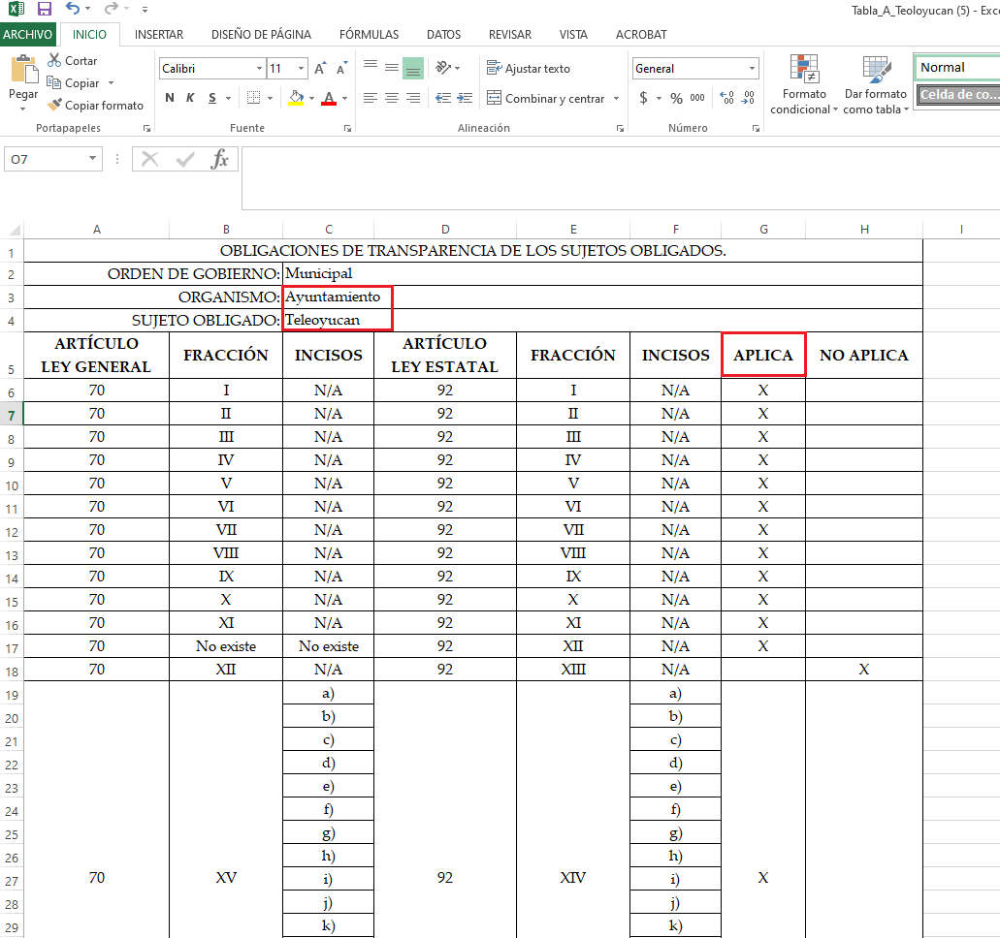 Tabla_A_Teoloyucan (5) - Exce
ARCHIVO INICIO INSERTAR DISEÑO DE PÁGINA FÓRMULAS DATOS REVISAR VISTA ACROBAT
Pegar
Cortar
Copiar
Copiar formato
Portapapeles
Calibri 11
N K S
Fuente
Ajustar texto
Combinar y centrar
Alineación
General
$ % 000
Número
Formato condicional
Dar formato como tabla
Normal
Celda de co...
O7
fx
A B C D E F G H I
1 OBLIGACIONES DE TRANSPARENCIA DE LOS SUJETOS OBLIGADOS.
2 ORDEN DE GOBIERNO: Municipal
3 ORGANISMO: Ayuntamiento
4 SUJETO OBLIGADO: Teleoyucan
5 ARTÍCULO LEY GENERAL FRACCIÓN INCISOS ARTÍCULO LEY ESTATAL FRACCIÓN INCISOS APLICA NO APLICA
6 70 I N/A 92 I N/A X
7 70 II N/A 92 II N/A X
8 70 III N/A 92 III N/A X
9 70 IV N/A 92 IV N/A X
10 70 V N/A 92 V N/A X
11 70 VI N/A 92 VI N/A X
12 70 VII N/A 92 VII N/A X
13 70 VIII N/A 92 VIII N/A X
14 70 IX N/A 92 IX N/A X
15 70 X N/A 92 X N/A X
16 70 XI N/A 92 XI N/A X
17 70 No existe No existe 92 XII N/A X
18 70 XII N/A 92 XIII N/A X
19 a) a)
20 b) b)
21 c) c)
22 d) d)
23 e) e)
24 f) f)
25 g) g)
26 h) h)
27 70 XV i) 92 XIV i) X
28 j) j)
29 k) k)